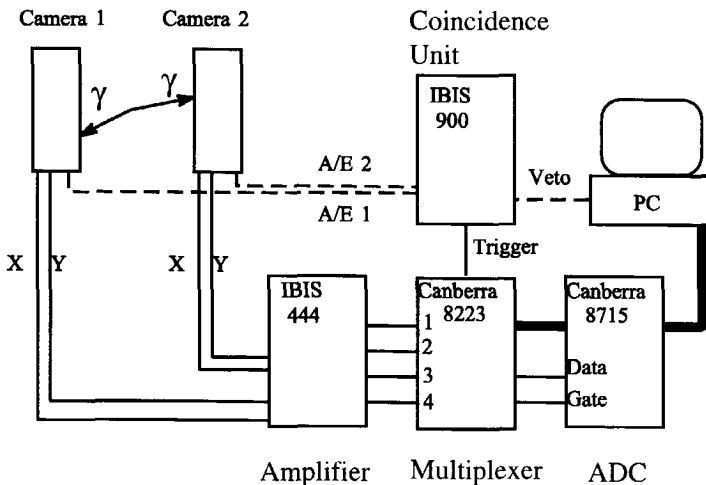 Camera 1
Camera 2
Coincidence
Unit
IBIS
900
γ
γ
A/E 2
A/E 1
Veto
PC
Trigger
X
Y
X
Y
IBIS
444
1
2
3
4
Canberra
8223
Canberra
8715
Data
Gate
Amplifier
Multiplexer
ADC